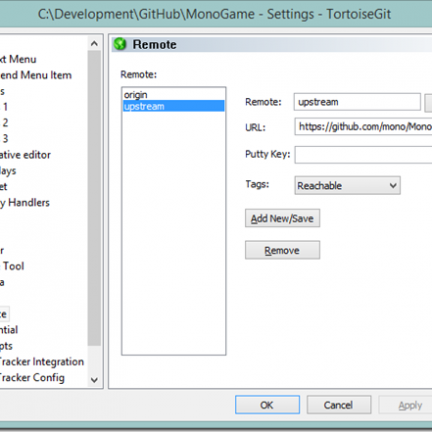 C:\Development\GitHub\MonoGame - Settings - TortoiseGit
xt Menu
end Menu Item
s
1
2
3
ative editor
lays
et
y Handlers
r
Tool
a
te
ntial
pts
Tracker Integration
Tracker Config
Remote
Remote:
origin
upstream
Remote: upstream
URL: https://github.com/mono/Mono
Putty Key:
Tags: Reachable
Add New/Save
Remove
OK Cancel Apply